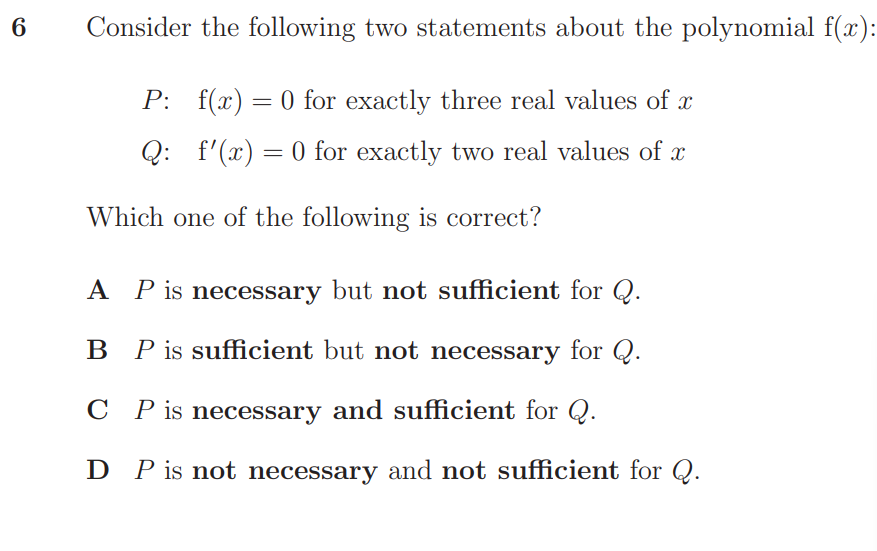 6 Consider the following two statements about the polynomial f(x):
P: f(x) = 0 for exactly three real values of x
Q: f′(x) = 0 for exactly two real values of x
Which one of the following is correct?
A P is necessary but not sufficient for Q.
B P is sufficient but not necessary for Q.
C P is necessary and sufficient for Q.
D P is not necessary and not sufficient for Q.